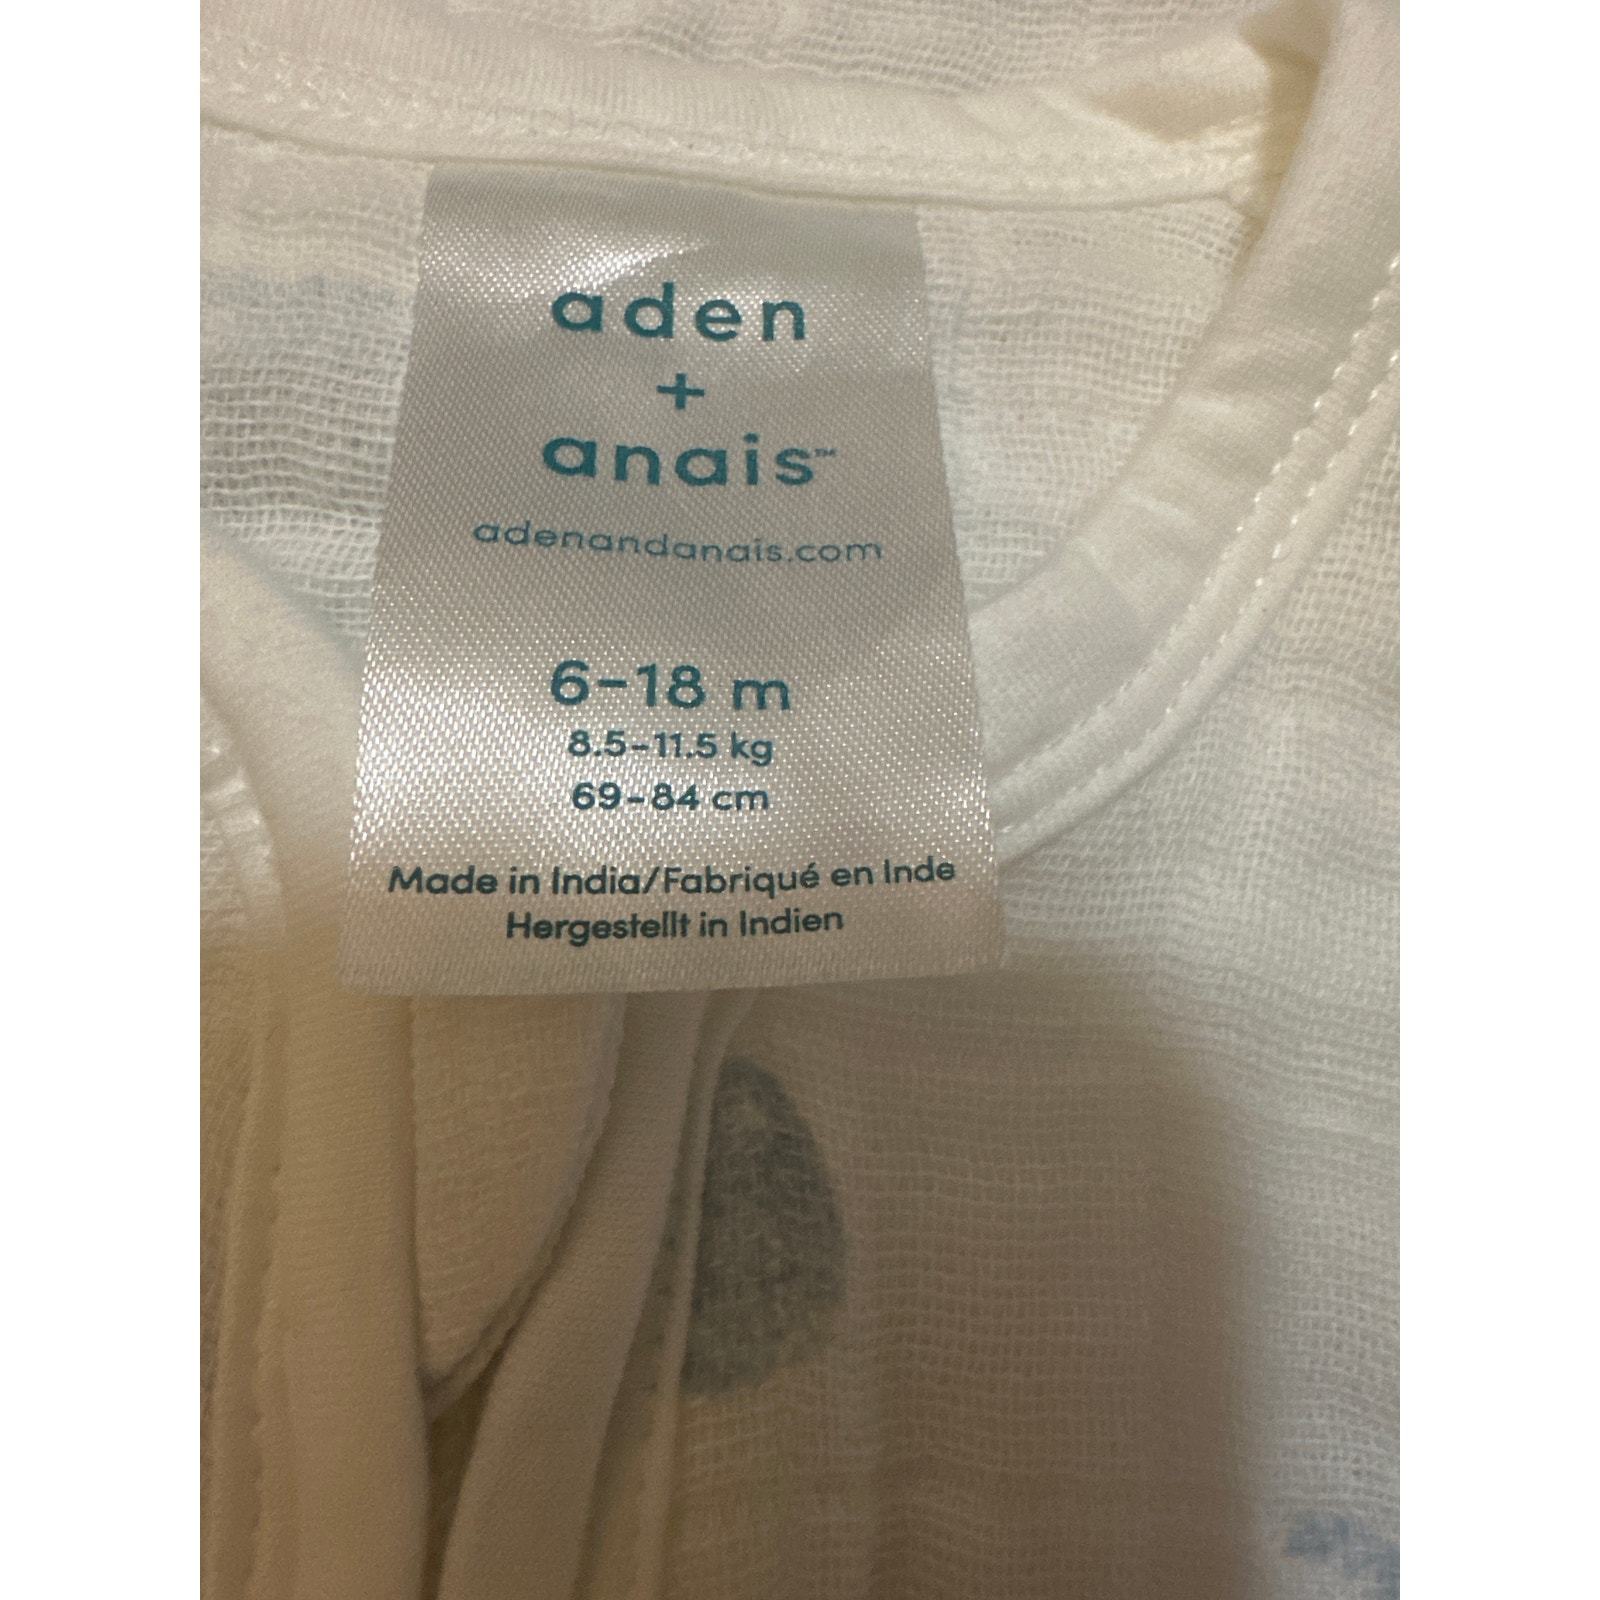 aden
+
anais™
adenandanais.com
6-18 m
8.5-11.5 kg
69-84 cm
Made in India/Fabriqué en Inde
Hergestellt in Indien